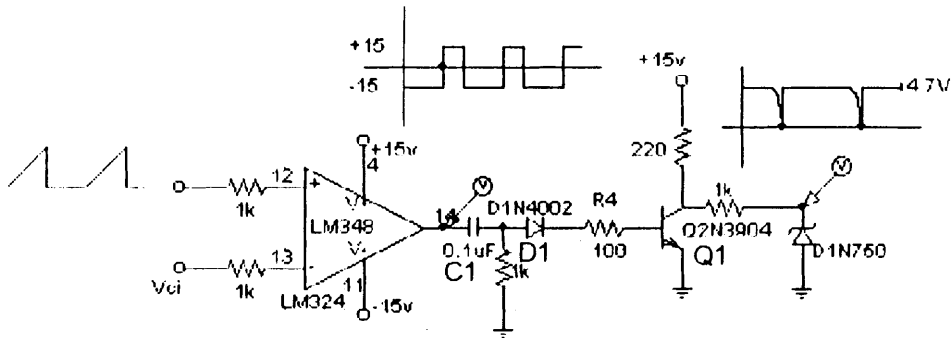 +15
-15
+15v
4.7V
+15v
4
220
12
1k
+
V
LM348
14
D1N4002
R4
1k
13
1k
-
V
11
LM324
-15v
Vci
0.1uF
C1
1k
D1
100
Q2N3904
Q1
V
D1N750